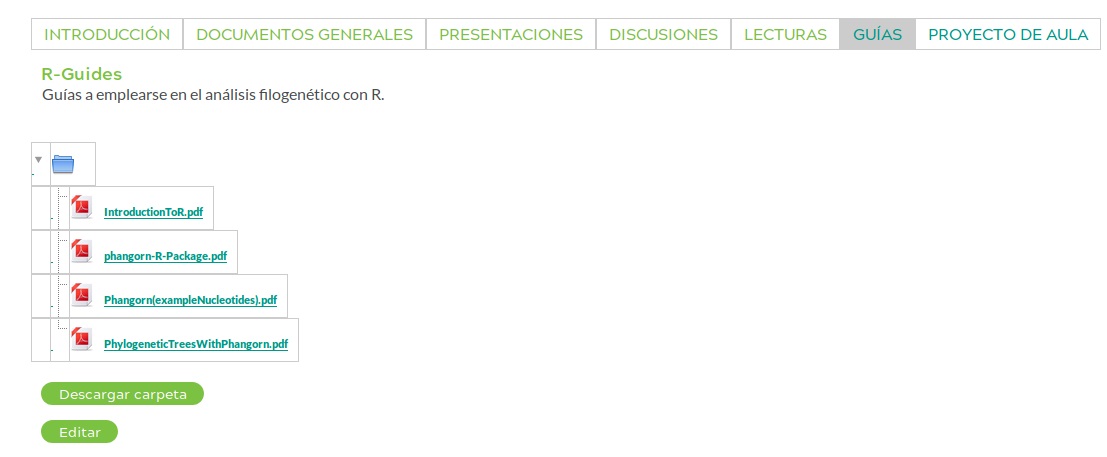 INTRODUCCIÓN DOCUMENTOS GENERALES PRESENTACIONES DISCUSIONES LECTURAS GUÍAS PROYECTO DE AULA
R-Guides
Guías a emplearse en el análisis filogenético con R.
IntroductionToR.pdf
phangorn-R-Package.pdf
Phangorn(exampleNucleotides).pdf
PhylogeneticTreesWithPhangorn.pdf
Descargar carpeta
Editar